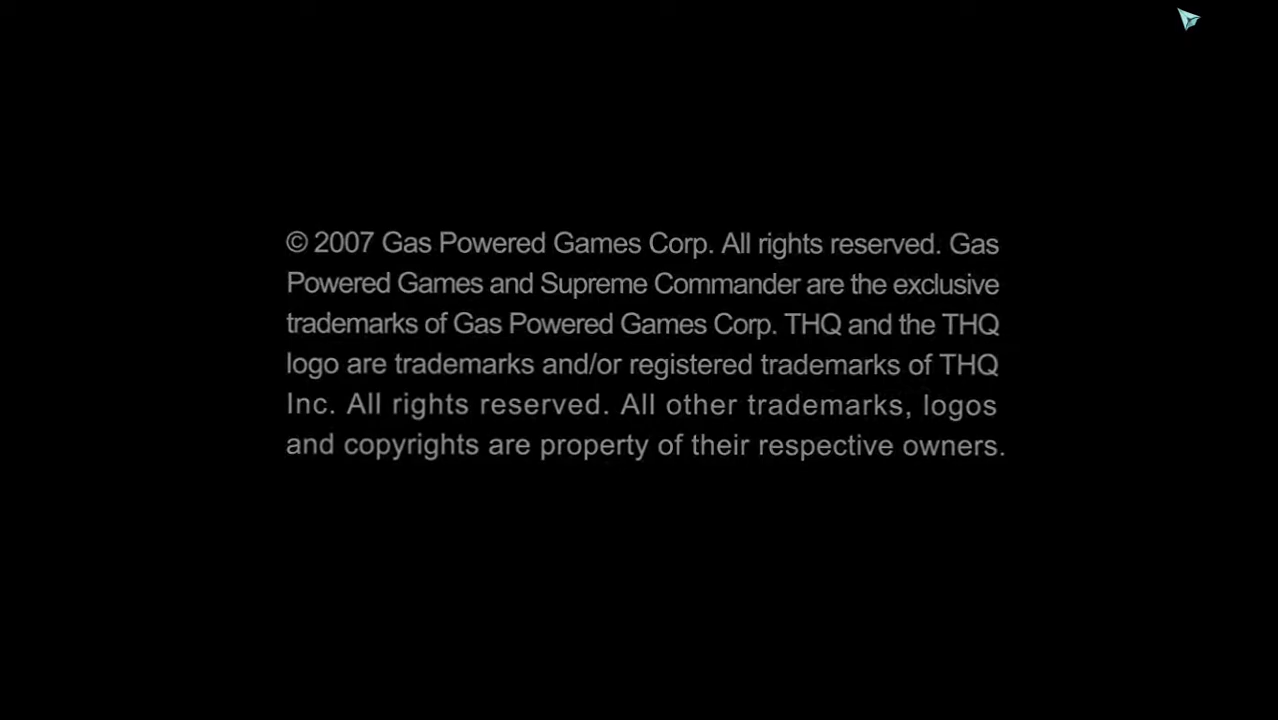 © 2007 Gas Powered Games Corp. All rights reserved. Gas
Powered Games and Supreme Commander are the exclusive
trademarks of Gas Powered Games Corp. THQ and the THQ
logo are trademarks and/or registered trademarks of THQ
Inc. All rights reserved. All other trademarks, logos
and copyrights are property of their respective owners.